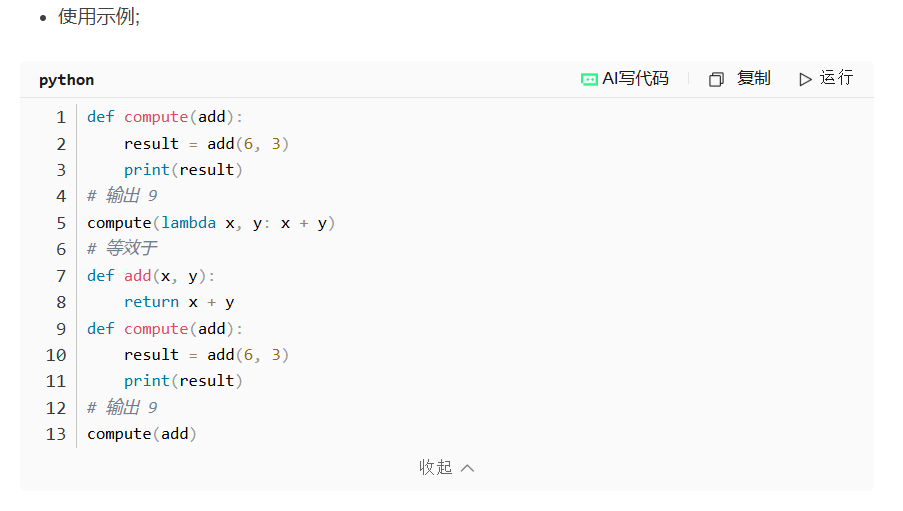 • 使用示例;
python AI写代码 复制 运行
1 def compute(add):
2     result = add(6, 3)
3     print(result)
4 # 输出 9
5 compute(lambda x, y: x + y)
6 # 等效于
7 def add(x, y):
8     return x + y
9 def compute(add):
10     result = add(6, 3)
11     print(result)
12 # 输出 9
13 compute(add)
收起